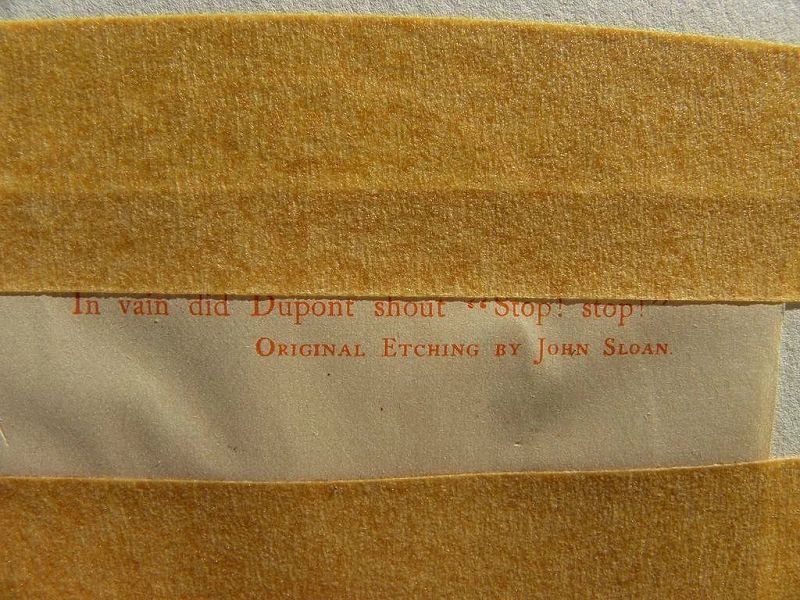 In vain did Dupont shout “Stop! stop!”
ORIGINAL ETCHING BY JOHN SLOAN.